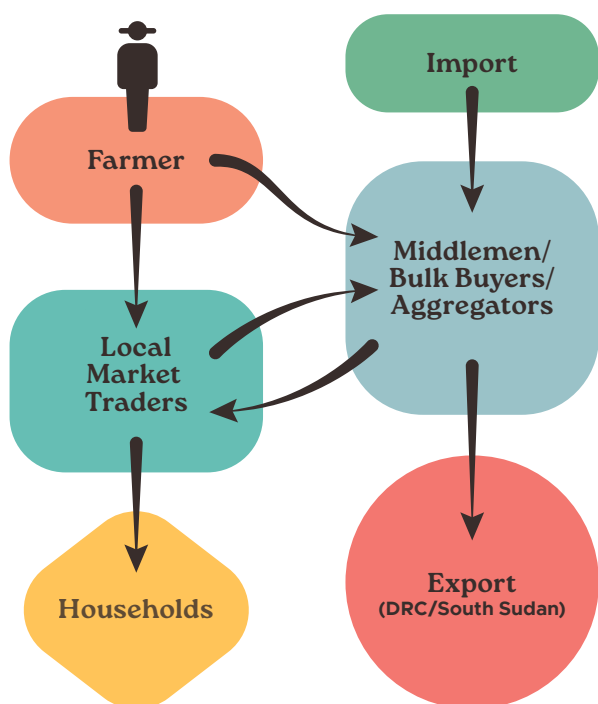 Import
Farmer
Middlemen/
Bulk Buyers/
Aggregators
Local
Market
Traders
Households
Export
(DRC/South Sudan)